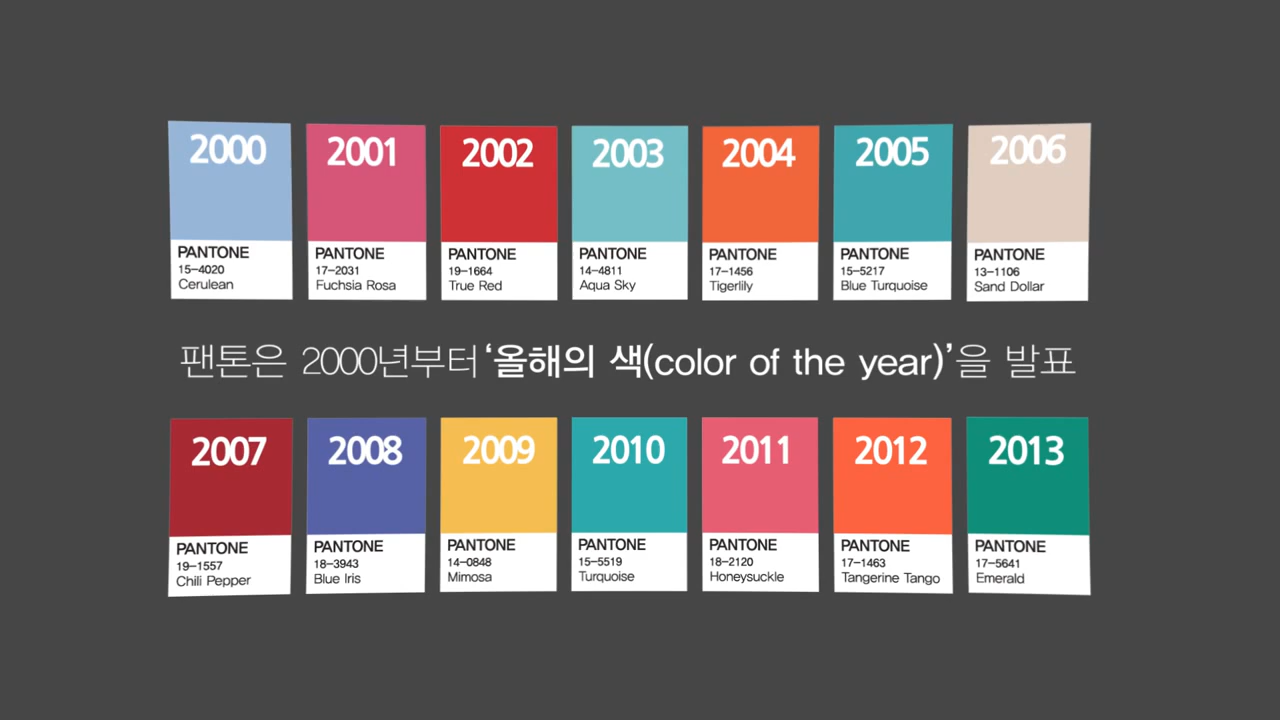 2000
PANTONE
15-4020
Cerulean
2001
PANTONE
17-2031
Fuchsia Rosa
2002
PANTONE
19-1664
True Red
2003
PANTONE
14-4811
Aqua Sky
2004
PANTONE
17-1456
Tigerlily
2005
PANTONE
15-5217
Blue Turquoise
2006
PANTONE
13-1106
Sand Dollar
팬톤은 2000년부터 ‘올해의 색(color of the year)’을 발표
2007
PANTONE
19-1557
Chili Pepper
2008
PANTONE
18-3943
Blue Iris
2009
PANTONE
14-0848
Mimosa
2010
PANTONE
15-5519
Turquoise
2011
PANTONE
18-2120
Honeysuckle
2012
PANTONE
17-1463
Tangerine Tango
2013
PANTONE
17-5641
Emerald